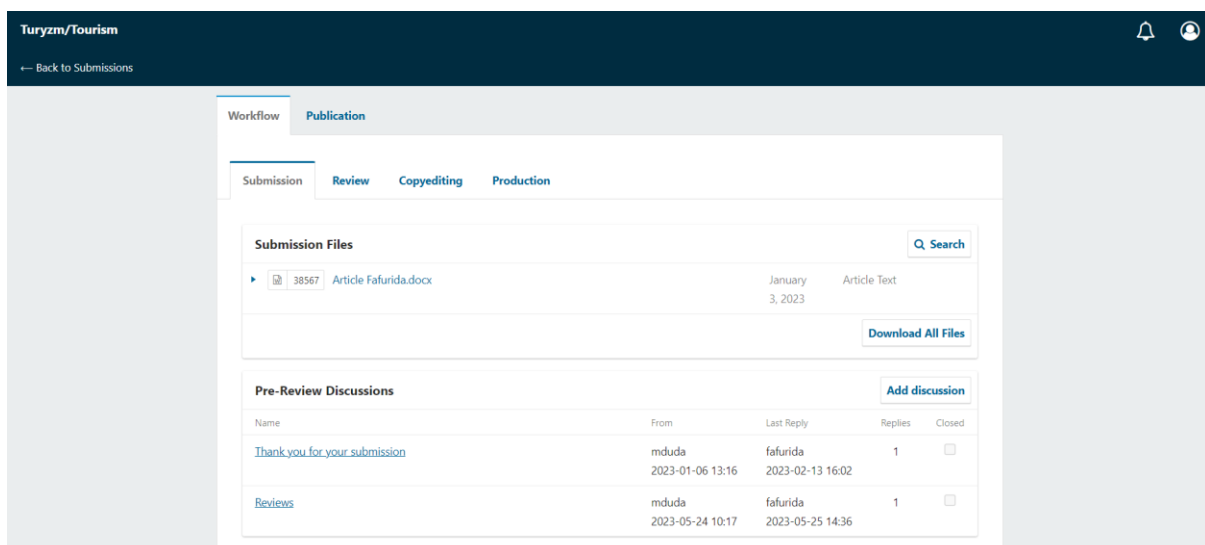 Turyzm/Tourism
← Back to Submissions
Workflow Publication
Submission Review Copyediting Production
Submission Files Search
38567 Article Fafurida.docx January Article Text
3, 2023
Download All Files
Pre-Review Discussions Add discussion
Name From Last Reply Replies Closed
Thank you for your submission mduda fafurida 1
2023-01-06 13:16 2023-02-13 16:02
Reviews mduda fafurida 1
2023-05-24 10:17 2023-05-25 14:36